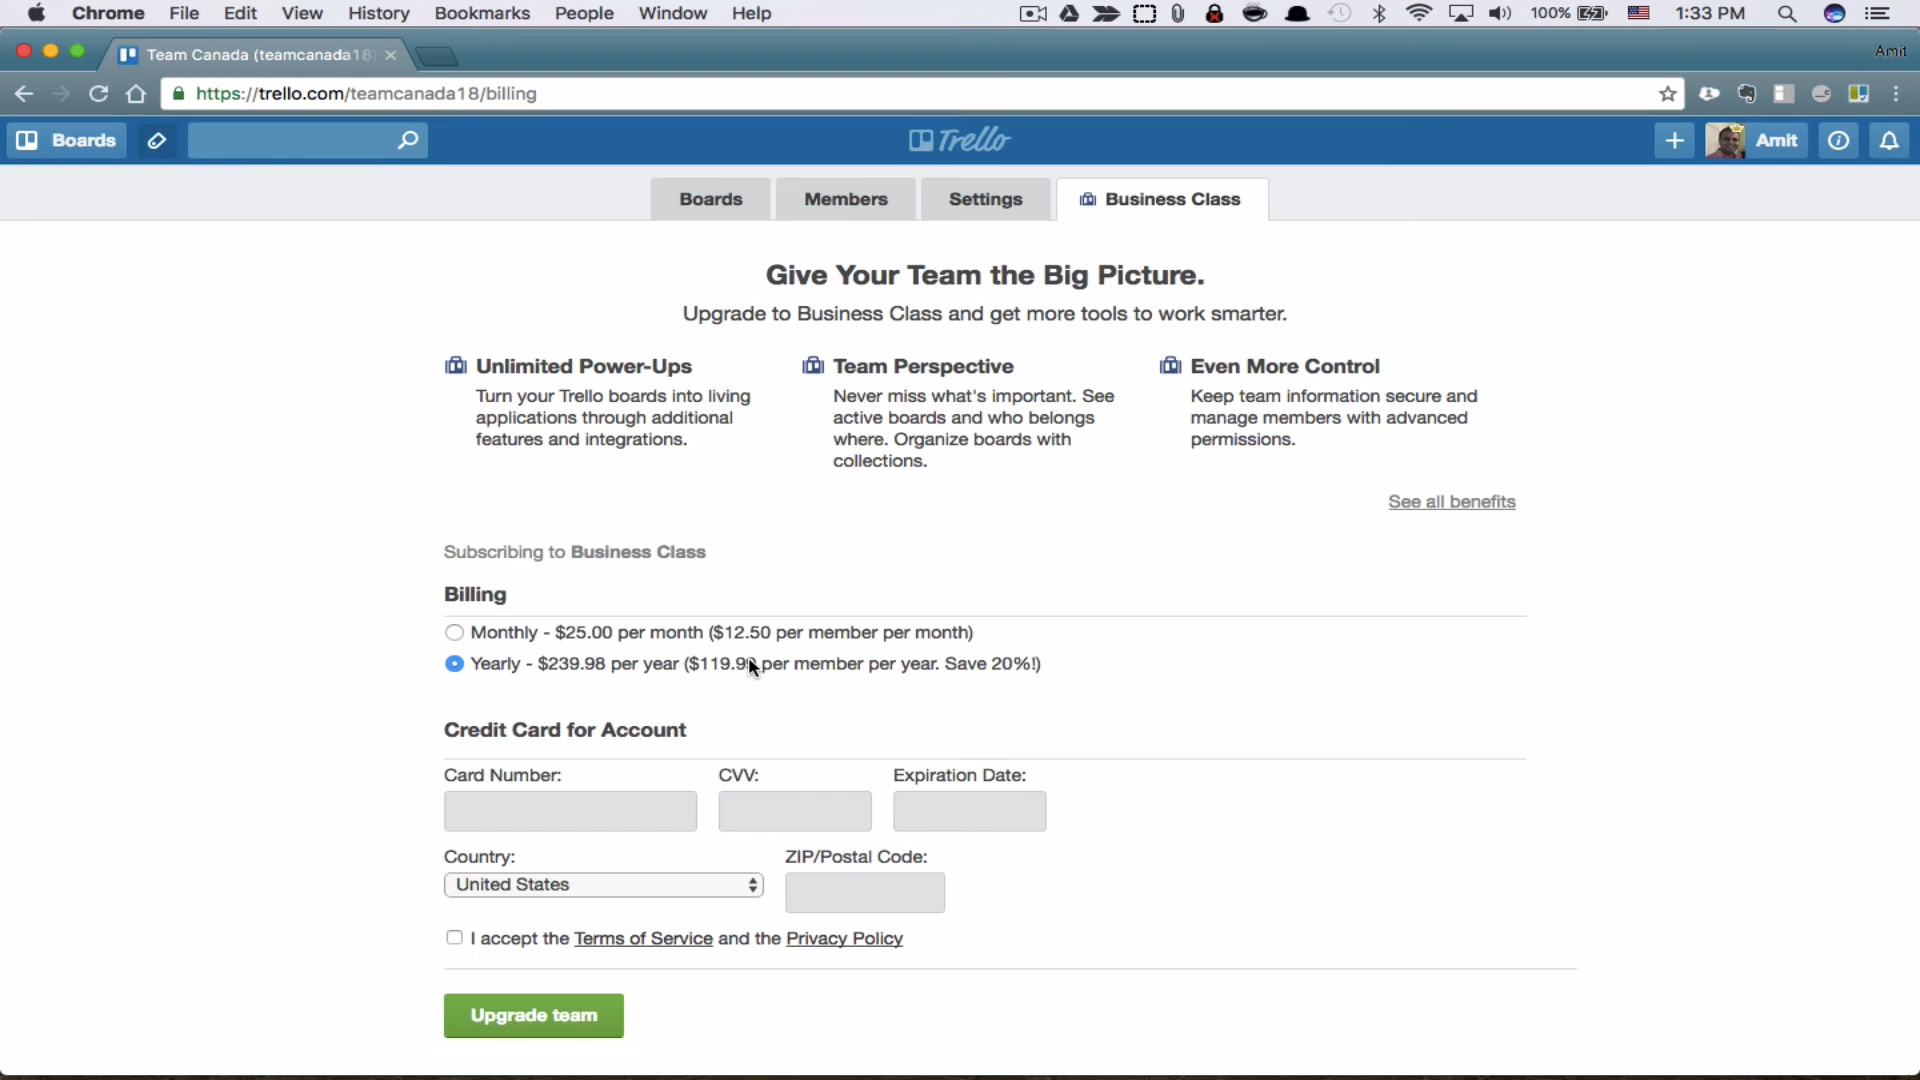 Chrome File Edit View History Bookmarks People Window Help 100% 1:33 PM
Team Canada (teamcanada18) Amit
https://trello.com/teamcanada18/billing
Boards Trello Amit
Boards Members Settings Business Class
Give Your Team the Big Picture.
Upgrade to Business Class and get more tools to work smarter.
Unlimited Power-Ups
Turn your Trello boards into living
applications through additional
features and integrations.
Team Perspective
Never miss what's important. See
active boards and who belongs
where. Organize boards with
collections.
Even More Control
Keep team information secure and
manage members with advanced
permissions.
See all benefits
Subscribing to Business Class
Billing
Monthly - $25.00 per month ($12.50 per member per month)
Yearly - $239.98 per year ($119.99 per member per year. Save 20%!)
Credit Card for Account
Card Number: CVV: Expiration Date:
Country: ZIP/Postal Code:
United States
I accept the Terms of Service and the Privacy Policy
Upgrade team